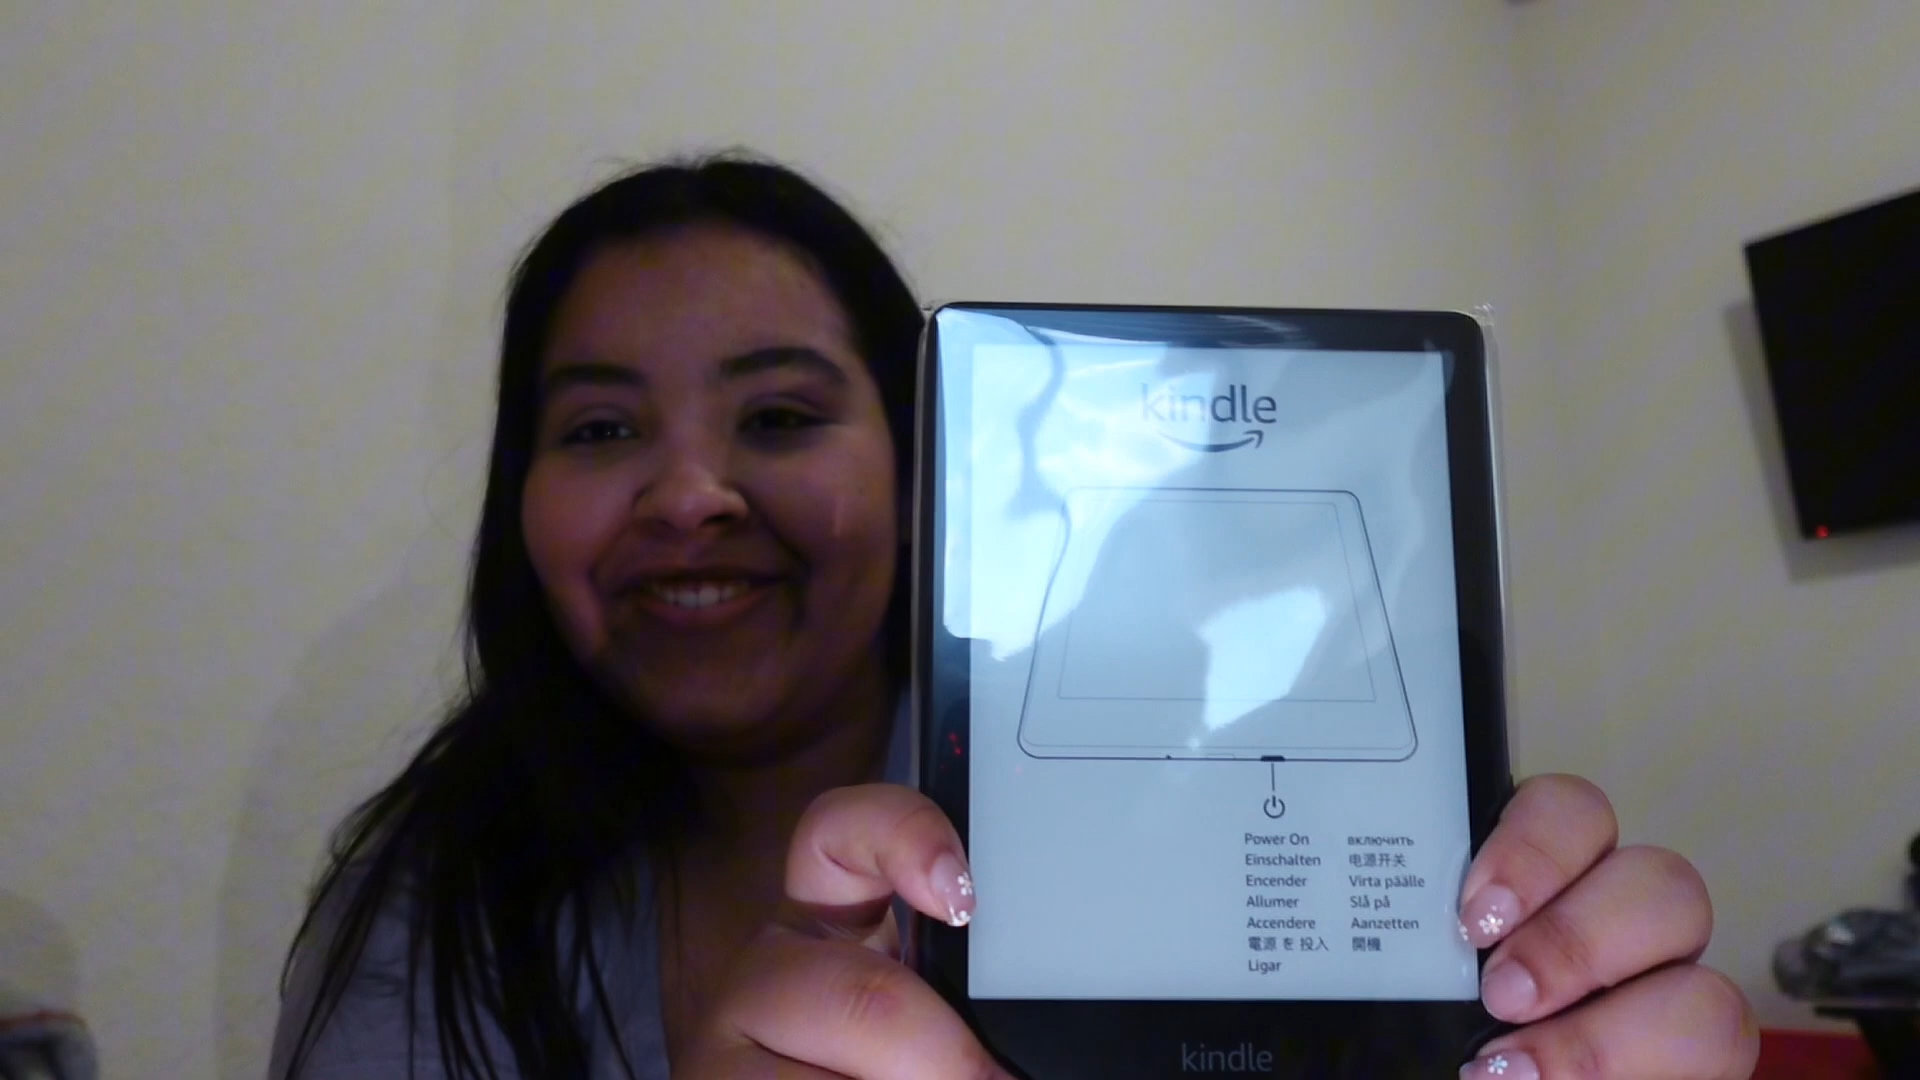 kindle
Power On
Einschalten
Encender
Allumer
Accendere
電源 を 投入
Ligar
включить
电源开关
Virta päälle
Slå på
Aanzetten
開機
kindle